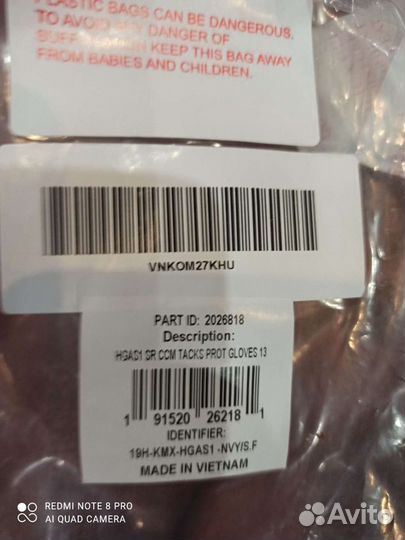 PLASTIC BAGS CAN BE DANGEROUS.
TO AVOID ANY DANGER OF
SUFFOCATION KEEP THIS BAG AWAY
FROM BABIES AND CHILDREN.
VNKOM27KHU
PART ID: 2026818
Description:
HGAS1 SR CCM TACKS PROT GLOVES 13
1 91520 26218 1
IDENTIFIER:
19H-KMX-HGAS1 -NVY/S.F
MADE IN VIETNAM
REDMI NOTE 8 PRO
AI QUAD CAMERA
Avito